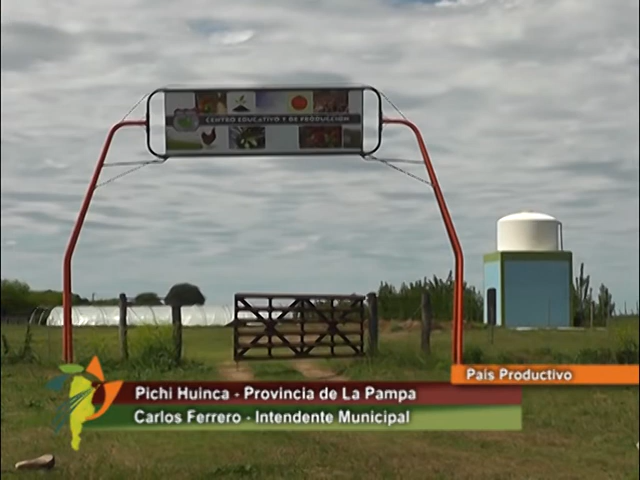 CENTRO EDUCATIVO Y DE PRODUCCIÓN
País Productivo
Pichi Huinca - Provincia de La Pampa
Carlos Ferrero - Intendente Municipal